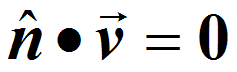 n̂ • v⃗ = 0